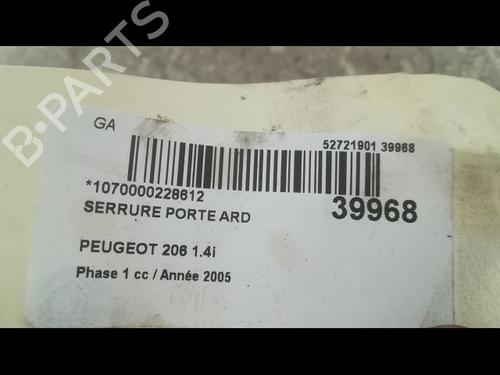 B-PARTS
GA
52721901 39968
*1070000228612
SERRURE PORTE ARD
39968
PEUGEOT 206 1.4i
Phase 1 cc / Année 2005